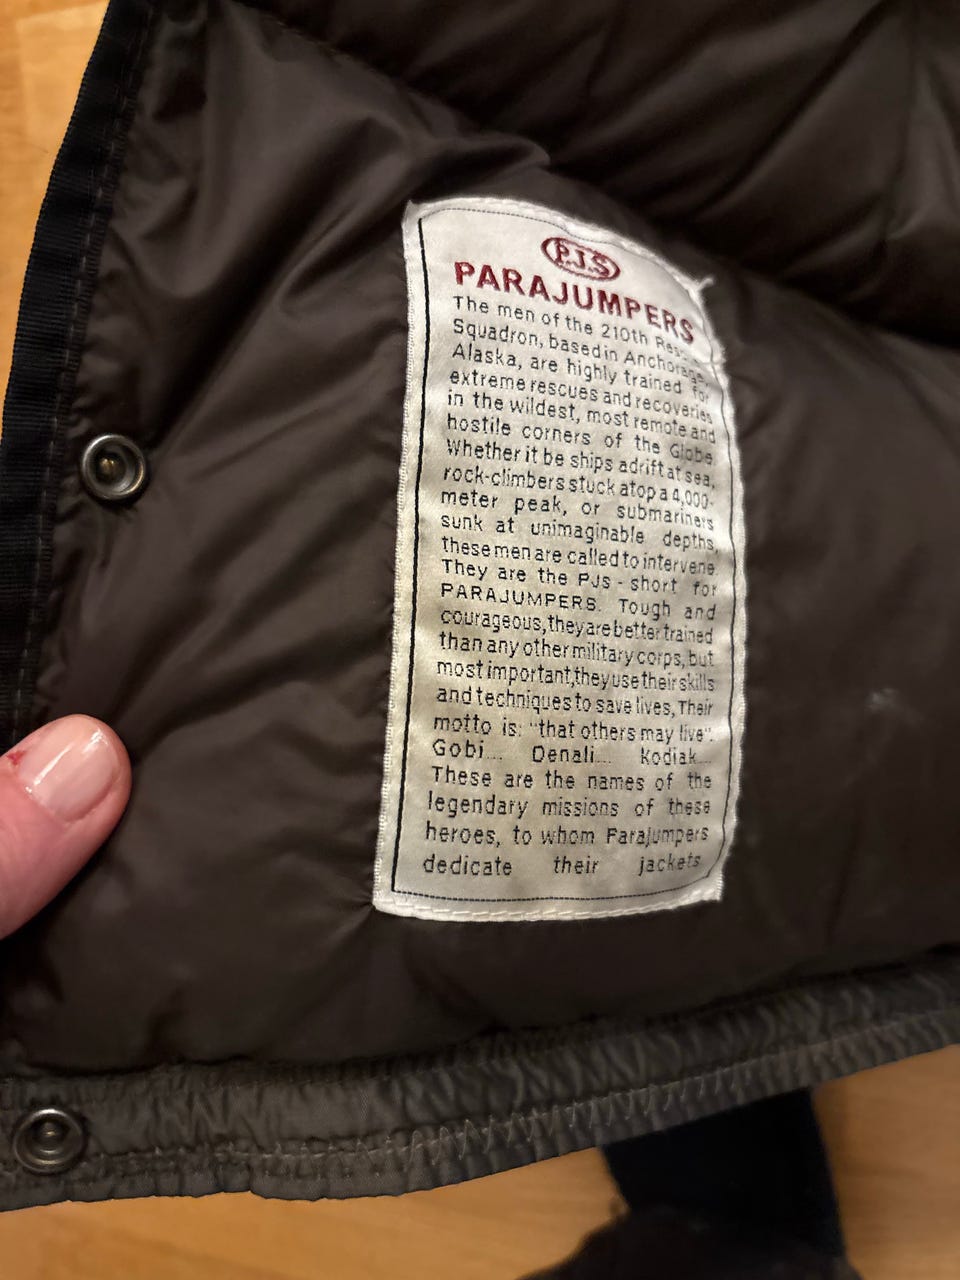 P.J.S
PARAJUMPERS
The men of the 210th
Squadron, based in Anchorage,
Alaska, are highly trained for
extreme rescues and recoveries
in the wildest, most remote and
hostile corners of the Globe.
Whether it be ships adrift at sea,
rock-climbers stuck atop a 4,000-
meter peak, or submariners
sunk at unimaginable depths,
these men are called to intervene.
They are the PJs - short for
PARAJUMPERS. Tough and
courageous, they are better trained
than any other military corps, but
most important, they use their skills
and techniques to save lives, Their
motto is: "that others may live".
Gobi.... Denali.... Kodiak....
These are the names of the
legendary missions of these
heroes, to whom Parajumpers
dedicate their jackets